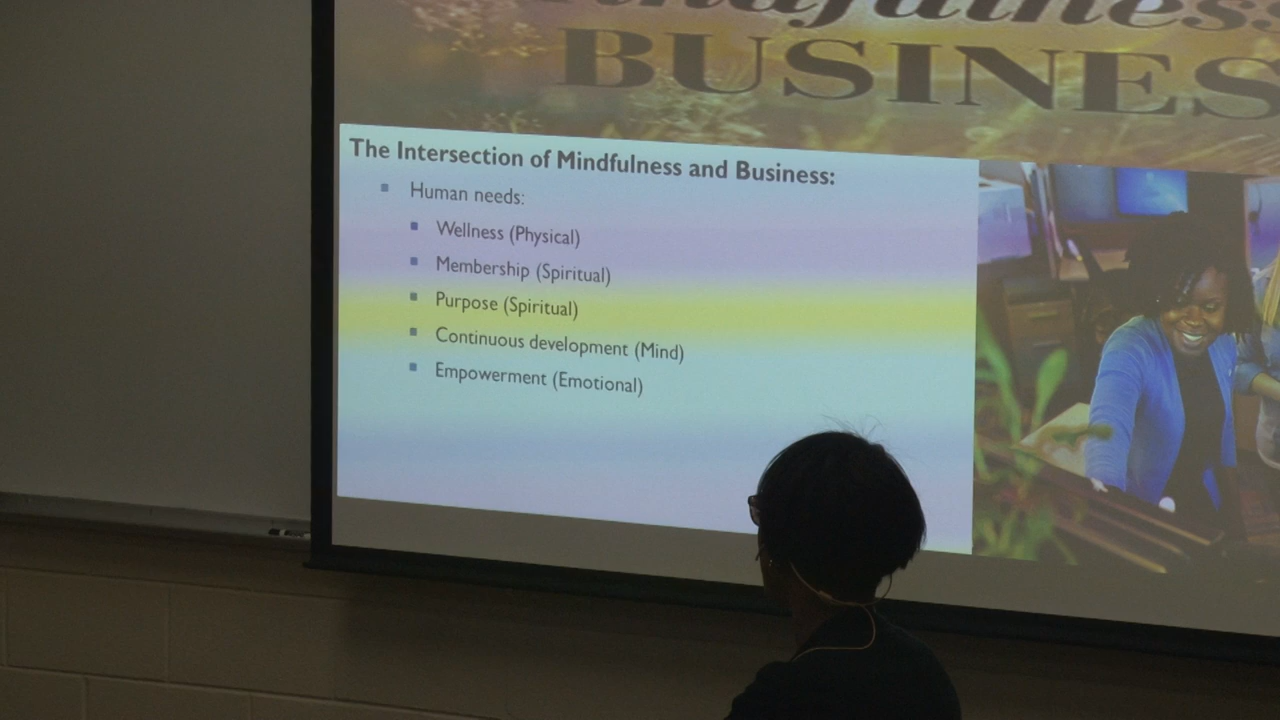 Mindfulness
BUSINES
The Intersection of Mindfulness and Business:
Human needs:
Wellness (Physical)
Membership (Spiritual)
Purpose (Spiritual)
Continuous development (Mind)
Empowerment (Emotional)